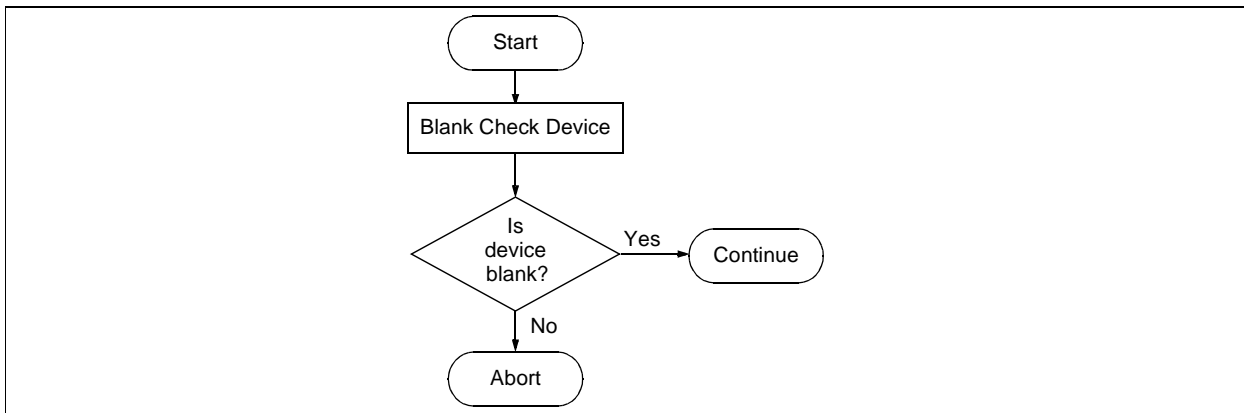 Start
Blank Check Device
Is
device
blank?
Yes
Continue
No
Abort